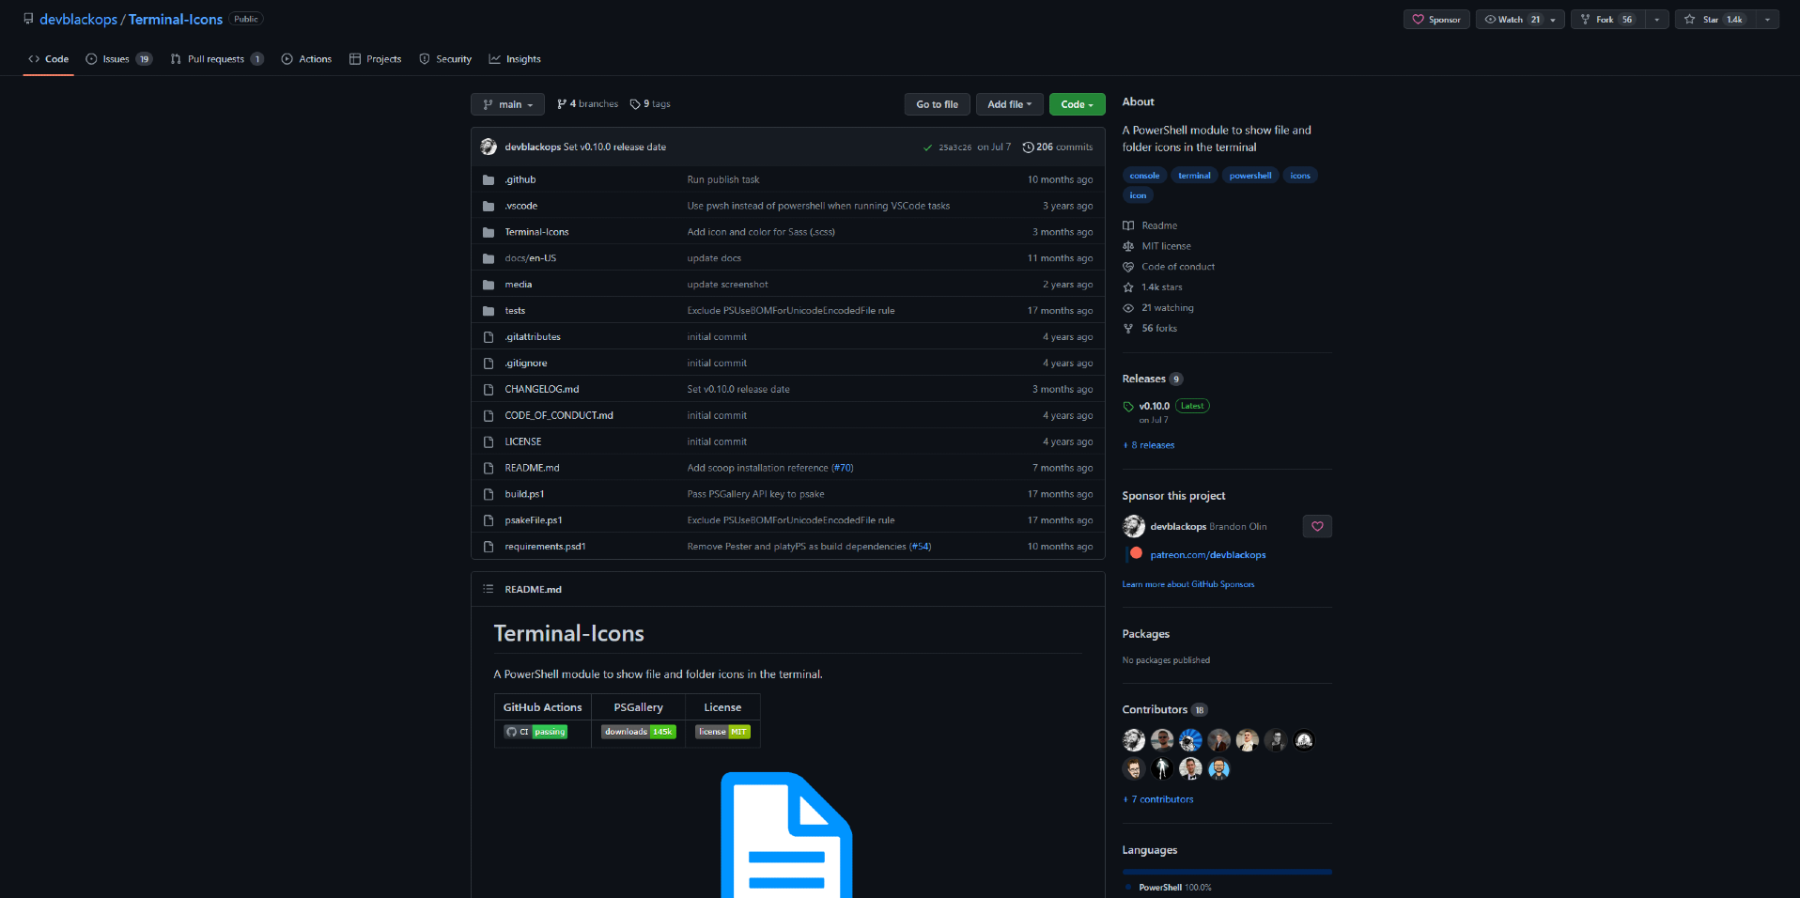 devblackops / Terminal-Icons Public
Sponsor Watch 21 Fork 56 Star 1.4k
Code Issues 19 Pull requests 1 Actions Projects Security Insights
main 4 branches 9 tags Go to file Add file Code
devblackops Set v0.10.0 release date 25a3c26 on Jul 7 206 commits
.github Run publish task 10 months ago
.vscode Use pwsh instead of powershell when running VSCode tasks 3 years ago
Terminal-Icons Add icon and color for Sass (.scss) 3 months ago
docs/en-US update docs 11 months ago
media update screenshot 2 years ago
tests Exclude PSUseBOMForUnicodeEncodedFile rule 17 months ago
.gitattributes initial commit 4 years ago
.gitignore initial commit 4 years ago
CHANGELOG.md Set v0.10.0 release date 3 months ago
CODE_OF_CONDUCT.md initial commit 4 years ago
LICENSE initial commit 4 years ago
README.md Add scoop installation reference (#70) 7 months ago
build.ps1 Pass PSGallery API key to psake 17 months ago
psakeFile.ps1 Exclude PSUseBOMForUnicodeEncodedFile rule 17 months ago
requirements.psd1 Remove Pester and platyPS as build dependencies (#54) 10 months ago
README.md
Terminal-Icons
A PowerShell module to show file and folder icons in the terminal.
GitHub Actions PSGallery License
CI passing downloads 145k license MIT
About
A PowerShell module to show file and
folder icons in the terminal
console terminal powershell icons
icon
Readme
MIT license
Code of conduct
1.4k stars
21 watching
56 forks
Releases 9
v0.10.0 Latest
on Jul 7
+ 8 releases
Sponsor this project
devblackops Brandon Olin
patreon.com/devblackops
Learn more about GitHub Sponsors
Packages
No packages published
Contributors 18
+ 7 contributors
Languages
PowerShell 100.0%